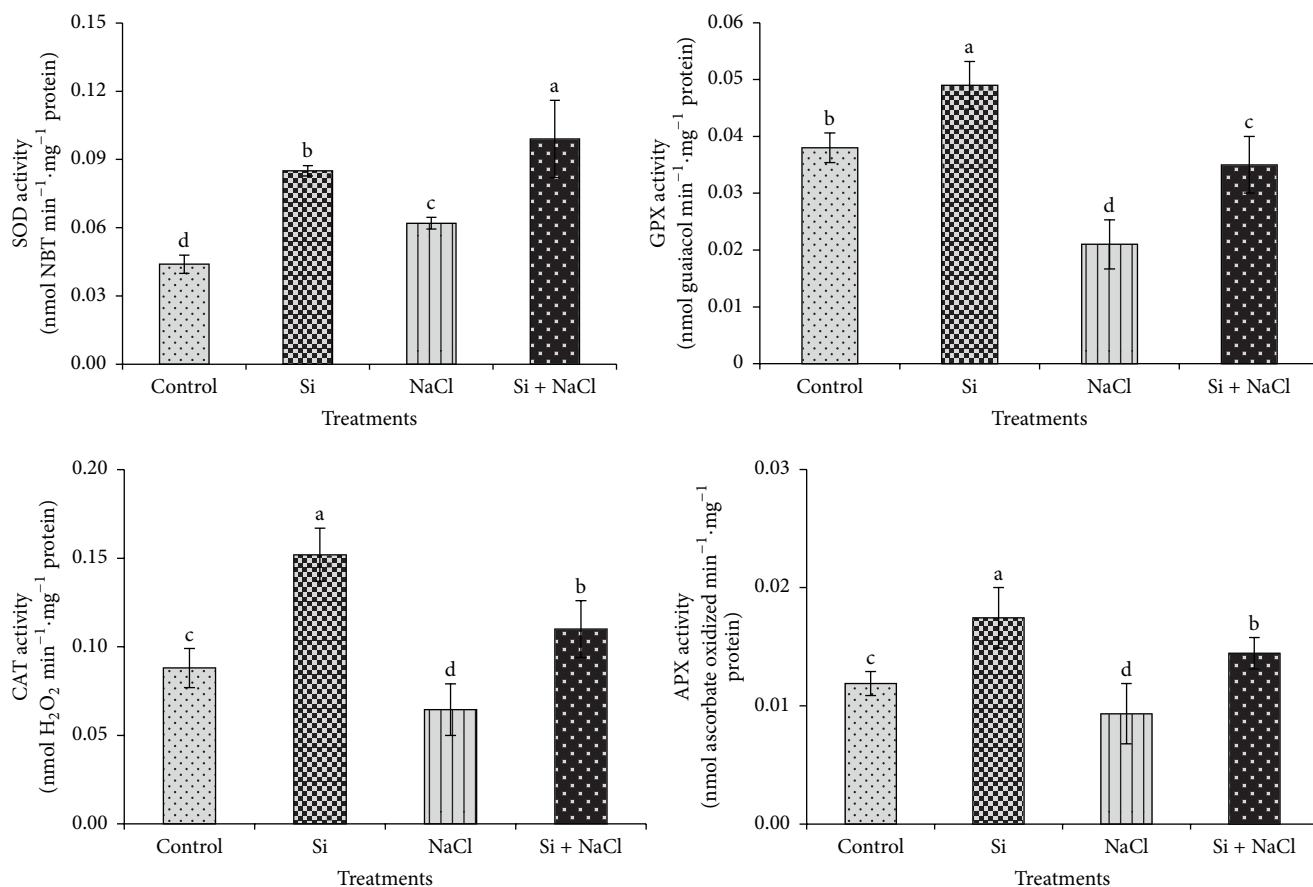 SOD activity
(nmol NBT min⁻¹·mg⁻¹ protein)
0.15
0.12
0.09
0.06
0.03
0.00
d
b
c
a
Control Si NaCl Si + NaCl
Treatments
GPX activity
(nmol guaiacol min⁻¹·mg⁻¹ protein)
0.06
0.05
0.04
0.03
0.02
0.01
0
b
a
d
c
Control Si NaCl Si + NaCl
Treatments
CAT activity
(nmol H₂O₂ min⁻¹·mg⁻¹ protein)
0.20
0.15
0.10
0.05
0.00
c
a
d
b
Control Si NaCl Si + NaCl
Treatments
APX activity
(nmol ascorbate oxidized min⁻¹·mg⁻¹
protein)
0.03
0.02
0.01
0.00
c
a
d
b
Control Si NaCl Si + NaCl
Treatments